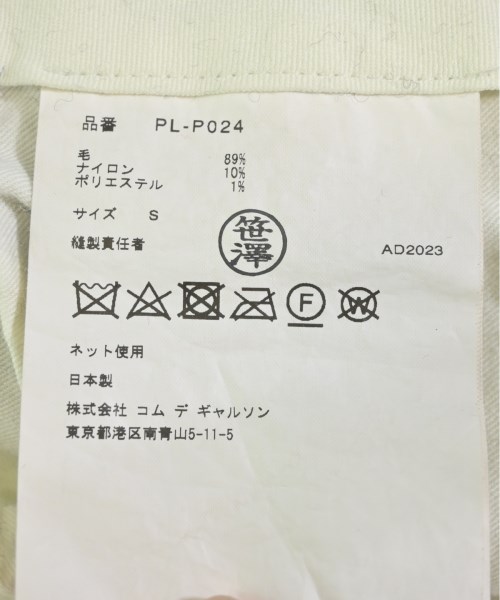 品番 PL-P024
毛 89%
ナイロン 10%
ポリエステル 1%
サイズ S
笹澤
縫製責任者
AD2023
F
W
ネット使用
日本製
株式会社 コム デ ギャルソン
東京都港区南青山5-11-5